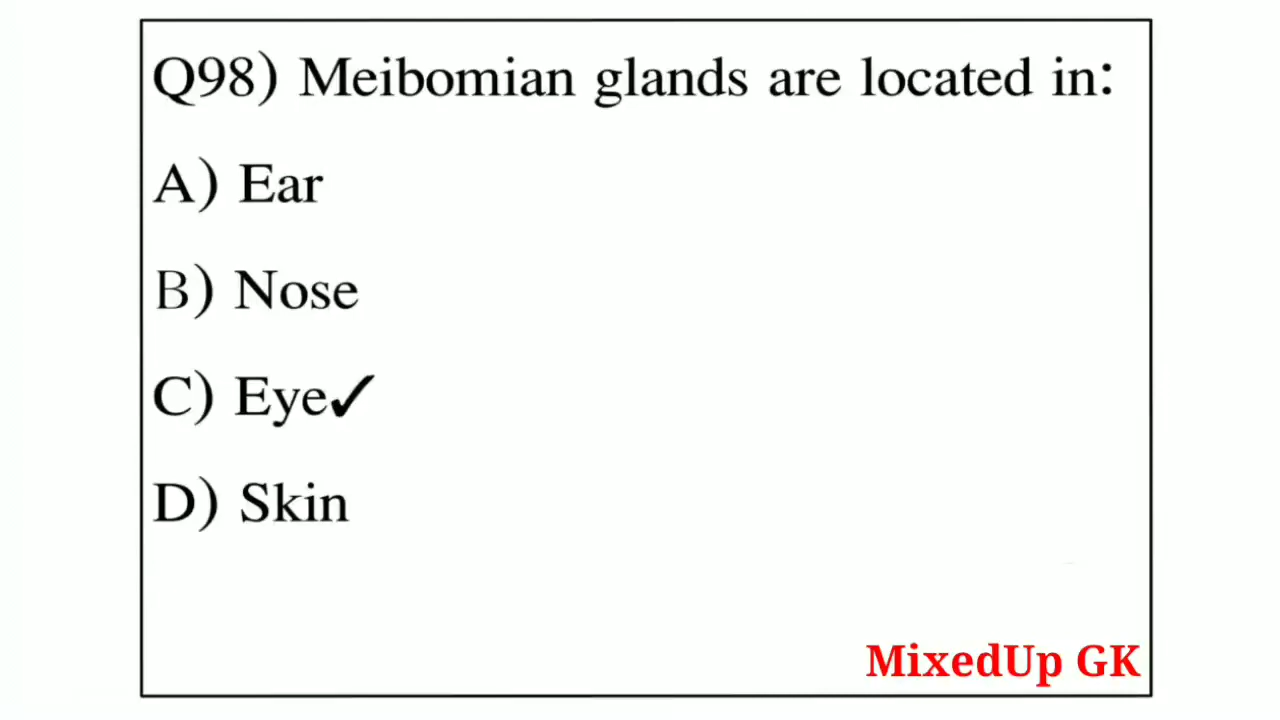 Q98) Meibomian glands are located in:
A) Ear
B) Nose
C) Eye✓
D) Skin
MixedUp GK